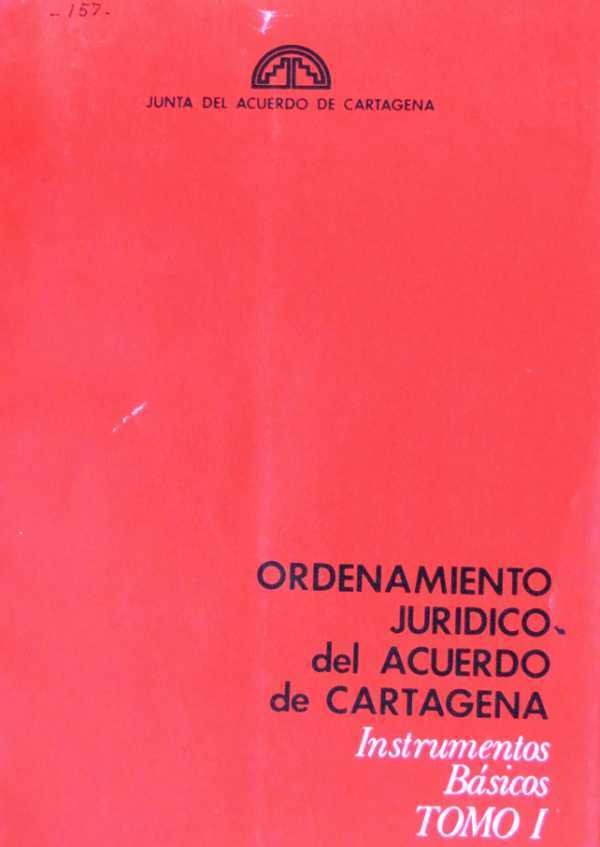 -157-
JUNTA DEL ACUERDO DE CARTAGENA
ORDENAMIENTO
JURIDICO
del ACUERDO
de CARTAGENA
Instrumentos
Básicos
TOMO I